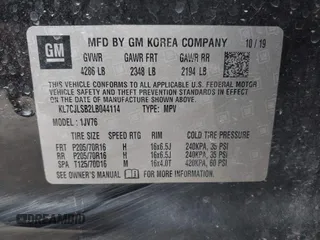 GM
MFD BY GM KOREA COMPANY 10/19
GVWR GAWR FRT GAWR RR
4286 LB 2348 LB 2194 LB
THIS VEHICLE CONFORMS TO ALL APPLICABLE U.S. FEDERAL MOTOR
VEHICLE SAFETY, BUMPER, AND THEFT PREVENTION STANDARDS IN
EFFECT ON THE DATE OF MANUFACTURE SHOWN ABOVE.
KL7CJLSB2LB044114 TYPE: MPV
MODEL: 1JV76
TIRE SIZE SPEED RTG RIM COLD TIRE PRESSURE
FRT P205/70R16 H 16x6.5J 240KPA, 35 PSI
RR P205/70R16 H 16x6.5J 240KPA, 35 PSI
SPA T125/70D16 M 16x4.0T 420KPA, 60 PSI
SEE OWNER'S MANUAL FOR MORE INFORMATION.
DREAMBID